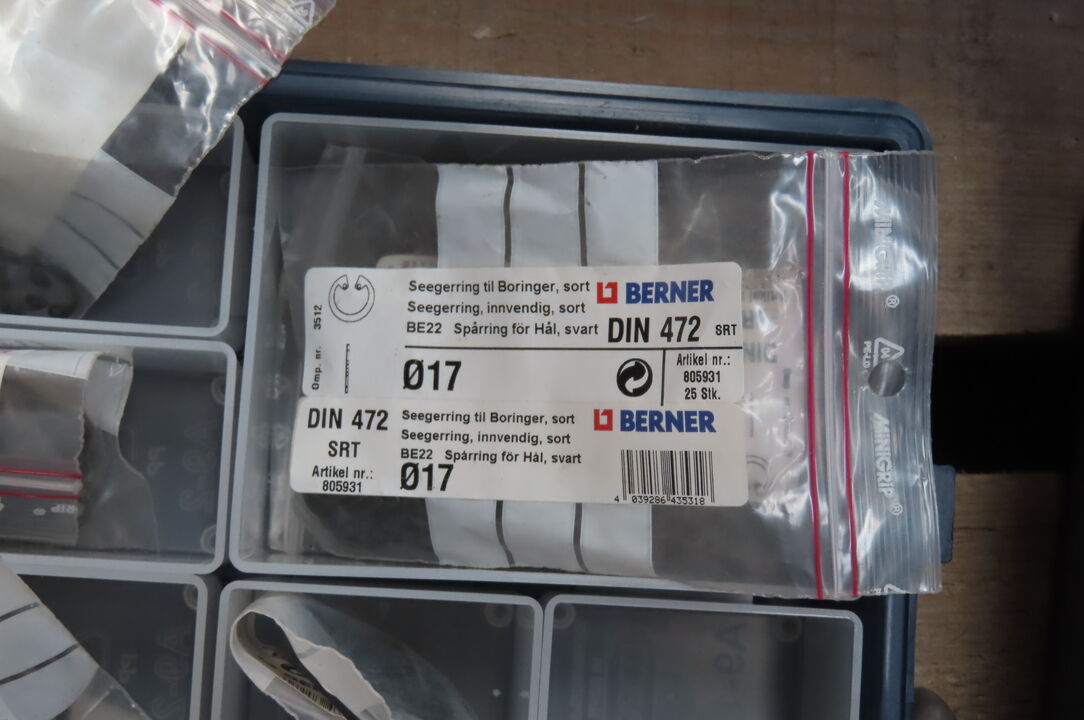 Seegerring til Boringer, sort
BERNER
Seegerring, innvendig, sort
BE22 Spårring för Hål, svart
DIN 472 SRT
Omp. nr. 3512
Ø17
Artikel nr.:
805931
25 Stk.
DIN 472
SRT
Artikel nr.:
805931
Seegerring til Boringer, sort
BERNER
Seegerring, innvendig, sort
BE22 Spårring för Hål, svart
Ø17
4 039286 435318
MINIGRIP®
MINIGRIP®